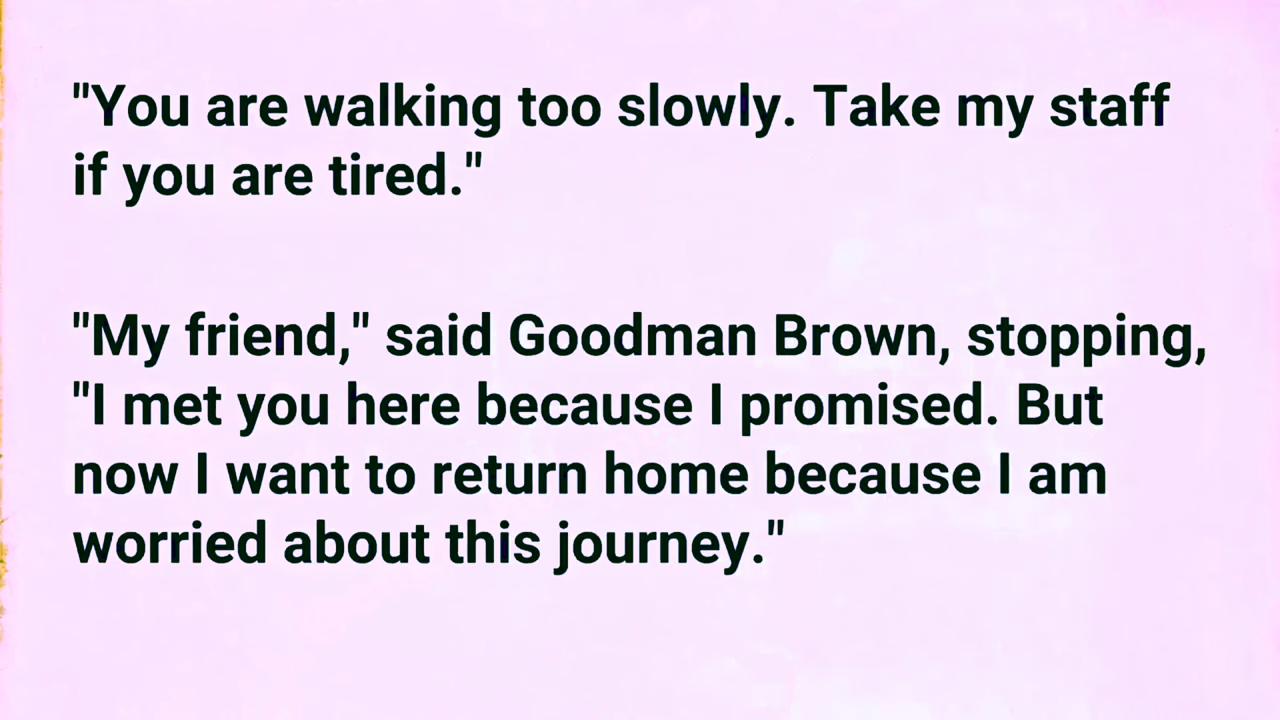 "You are walking too slowly. Take my staff
if you are tired."
"My friend," said Goodman Brown, stopping,
"I met you here because I promised. But
now I want to return home because I am
worried about this journey."